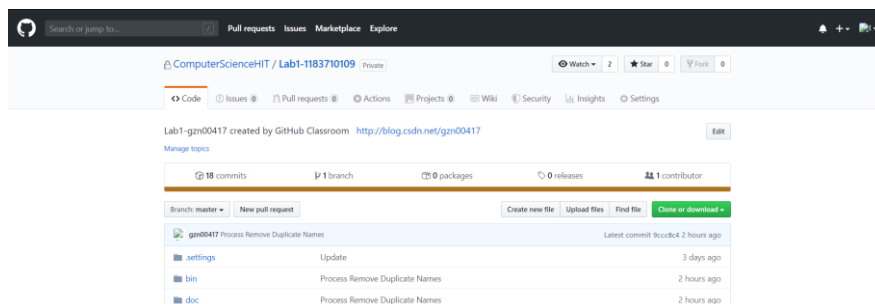 Search or jump to... / Pull requests Issues Marketplace Explore
ComputerScienceHIT / Lab1-1183710109 Private Watch 2 Star 0 Fork 0
Code Issues 0 Pull requests 0 Actions Projects 0 Wiki Security Insights Settings
Lab1-gzn00417 created by GitHub Classroom http://blog.csdn.net/gzn00417 Edit
Manage topics
18 commits 1 branch 0 packages 0 releases 1 contributor
Branch: master New pull request Create new file Upload files Find file Clone or download
gzn00417 Process Remove Duplicate Names Latest commit 9ccc8c4 2 hours ago
.settings Update 3 days ago
bin Process Remove Duplicate Names 2 hours ago
doc Process Remove Duplicate Names 2 hours ago